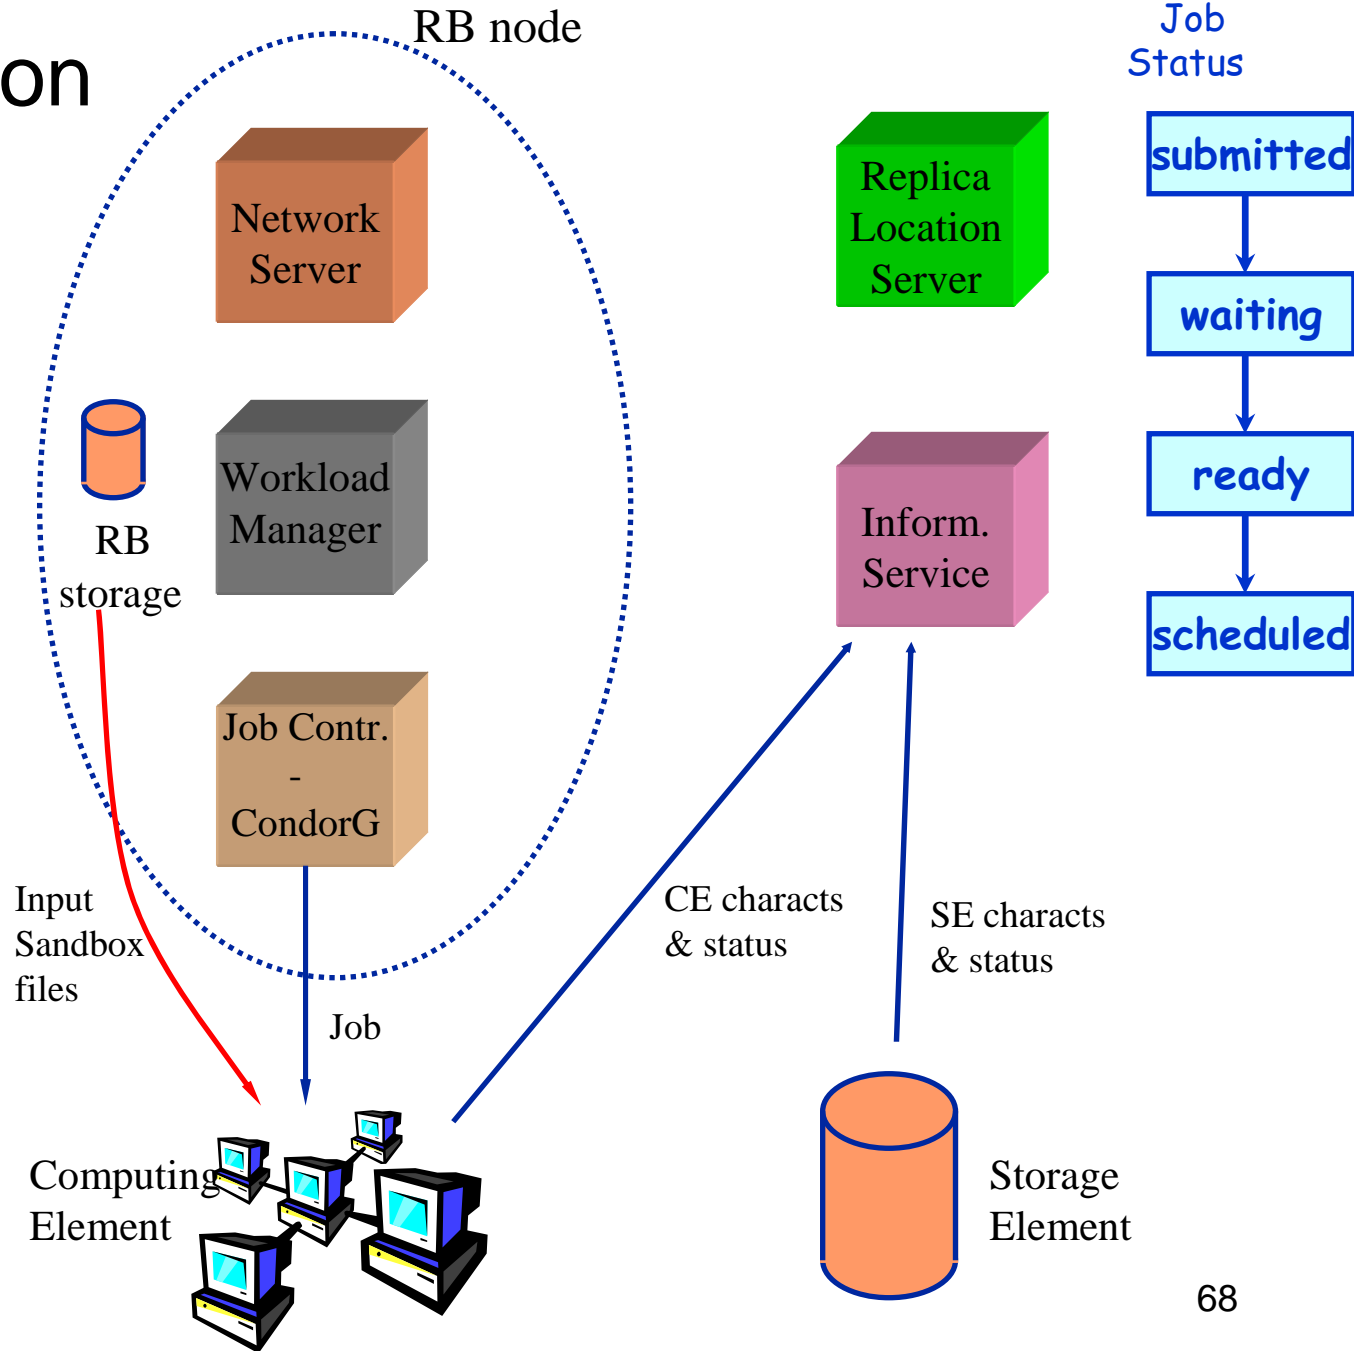 on
RB node
Job
Status
Network
Server
Replica
Location
Server
submitted
waiting
Workload
Manager
RB
storage
Inform.
Service
ready
scheduled
Job Contr.
-
CondorG
Input
Sandbox
files
CE characts
& status
SE characts
& status
Job
Computing
Element
Storage
Element
68